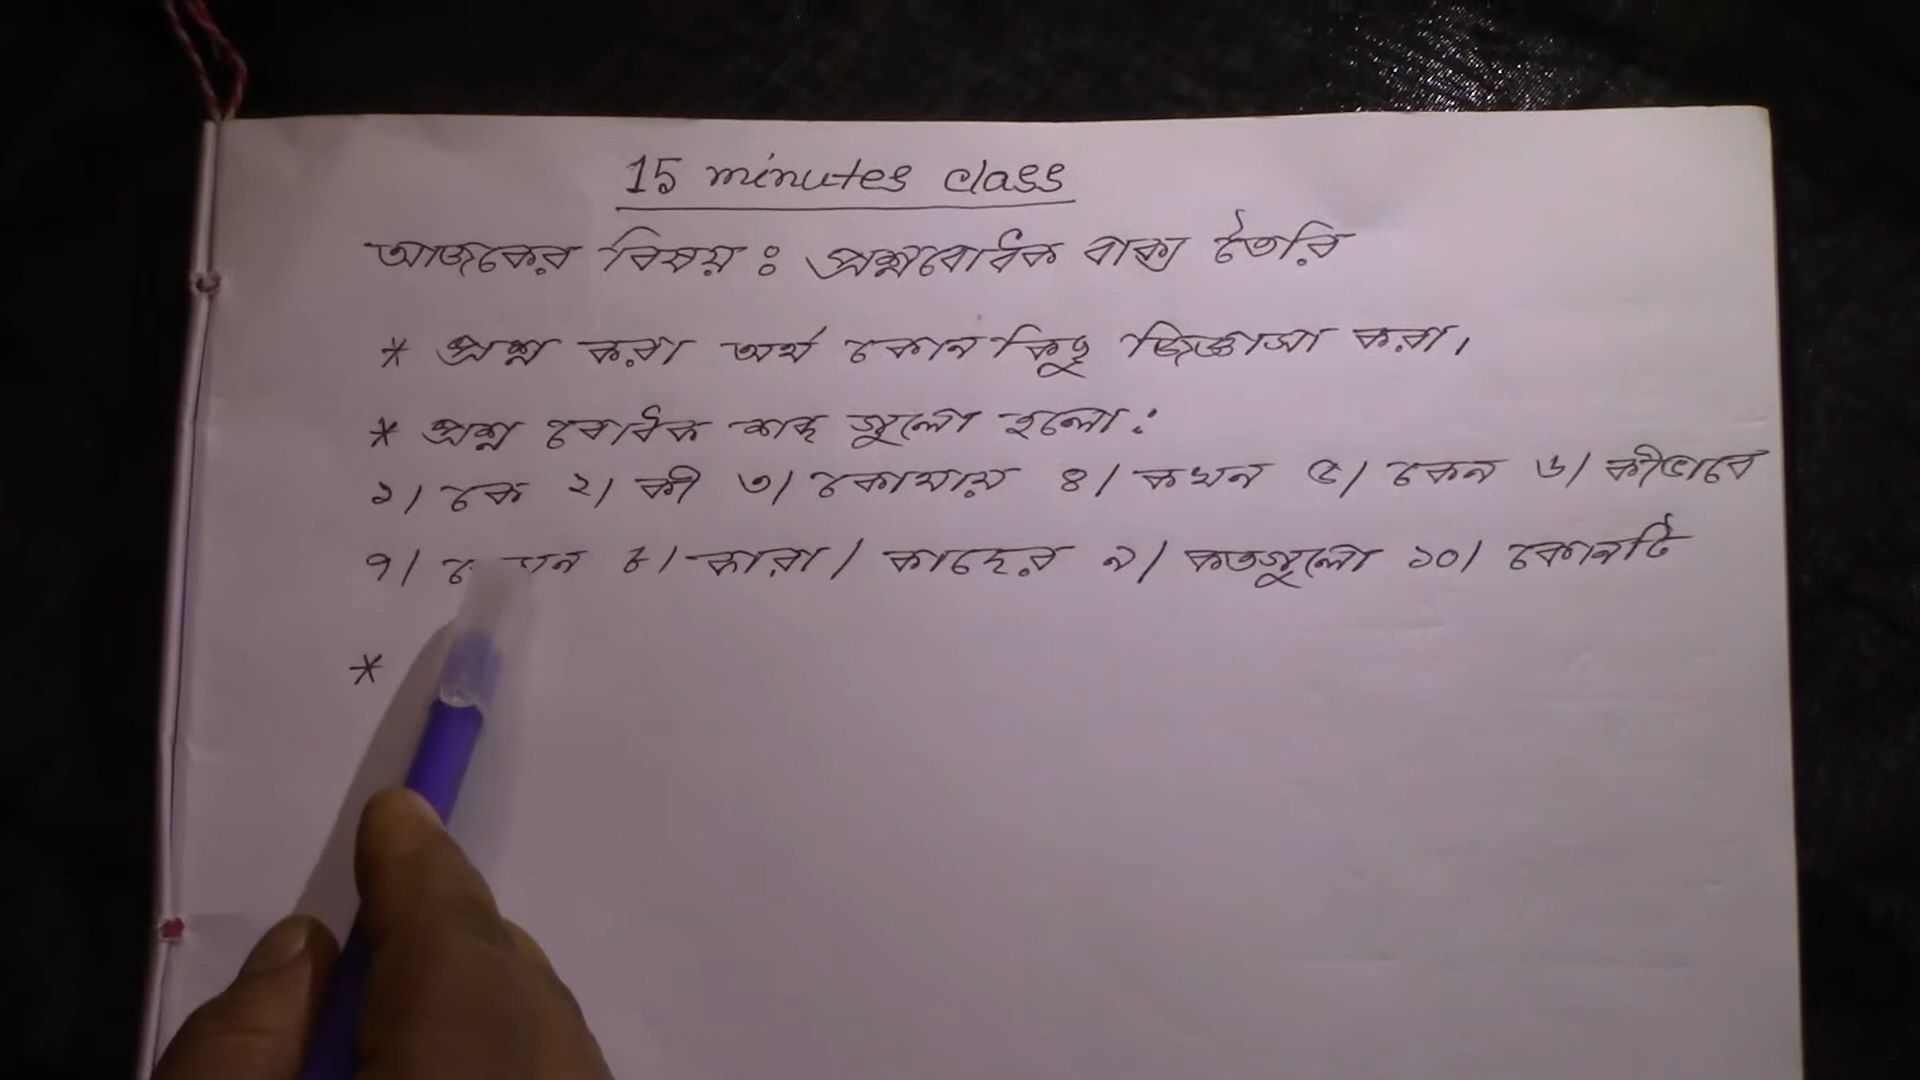 15 minutes class
আজকের বিষয় : প্রশ্নবোধক বাক্য তৈরি
* প্রশ্ন করা অর্থ কোন কিছু জিজ্ঞাসা করা।
* প্রশ্ন বোধক শব্দ গুলো হলো :
১/ কে ২/ কী ৩/ কোথায় ৪/ কখন ৫/ কেন ৬/ কীভাবে
৭/ ৮/ কারা / কাদের ৯/ কতগুলো ১০/ কোনটি
*